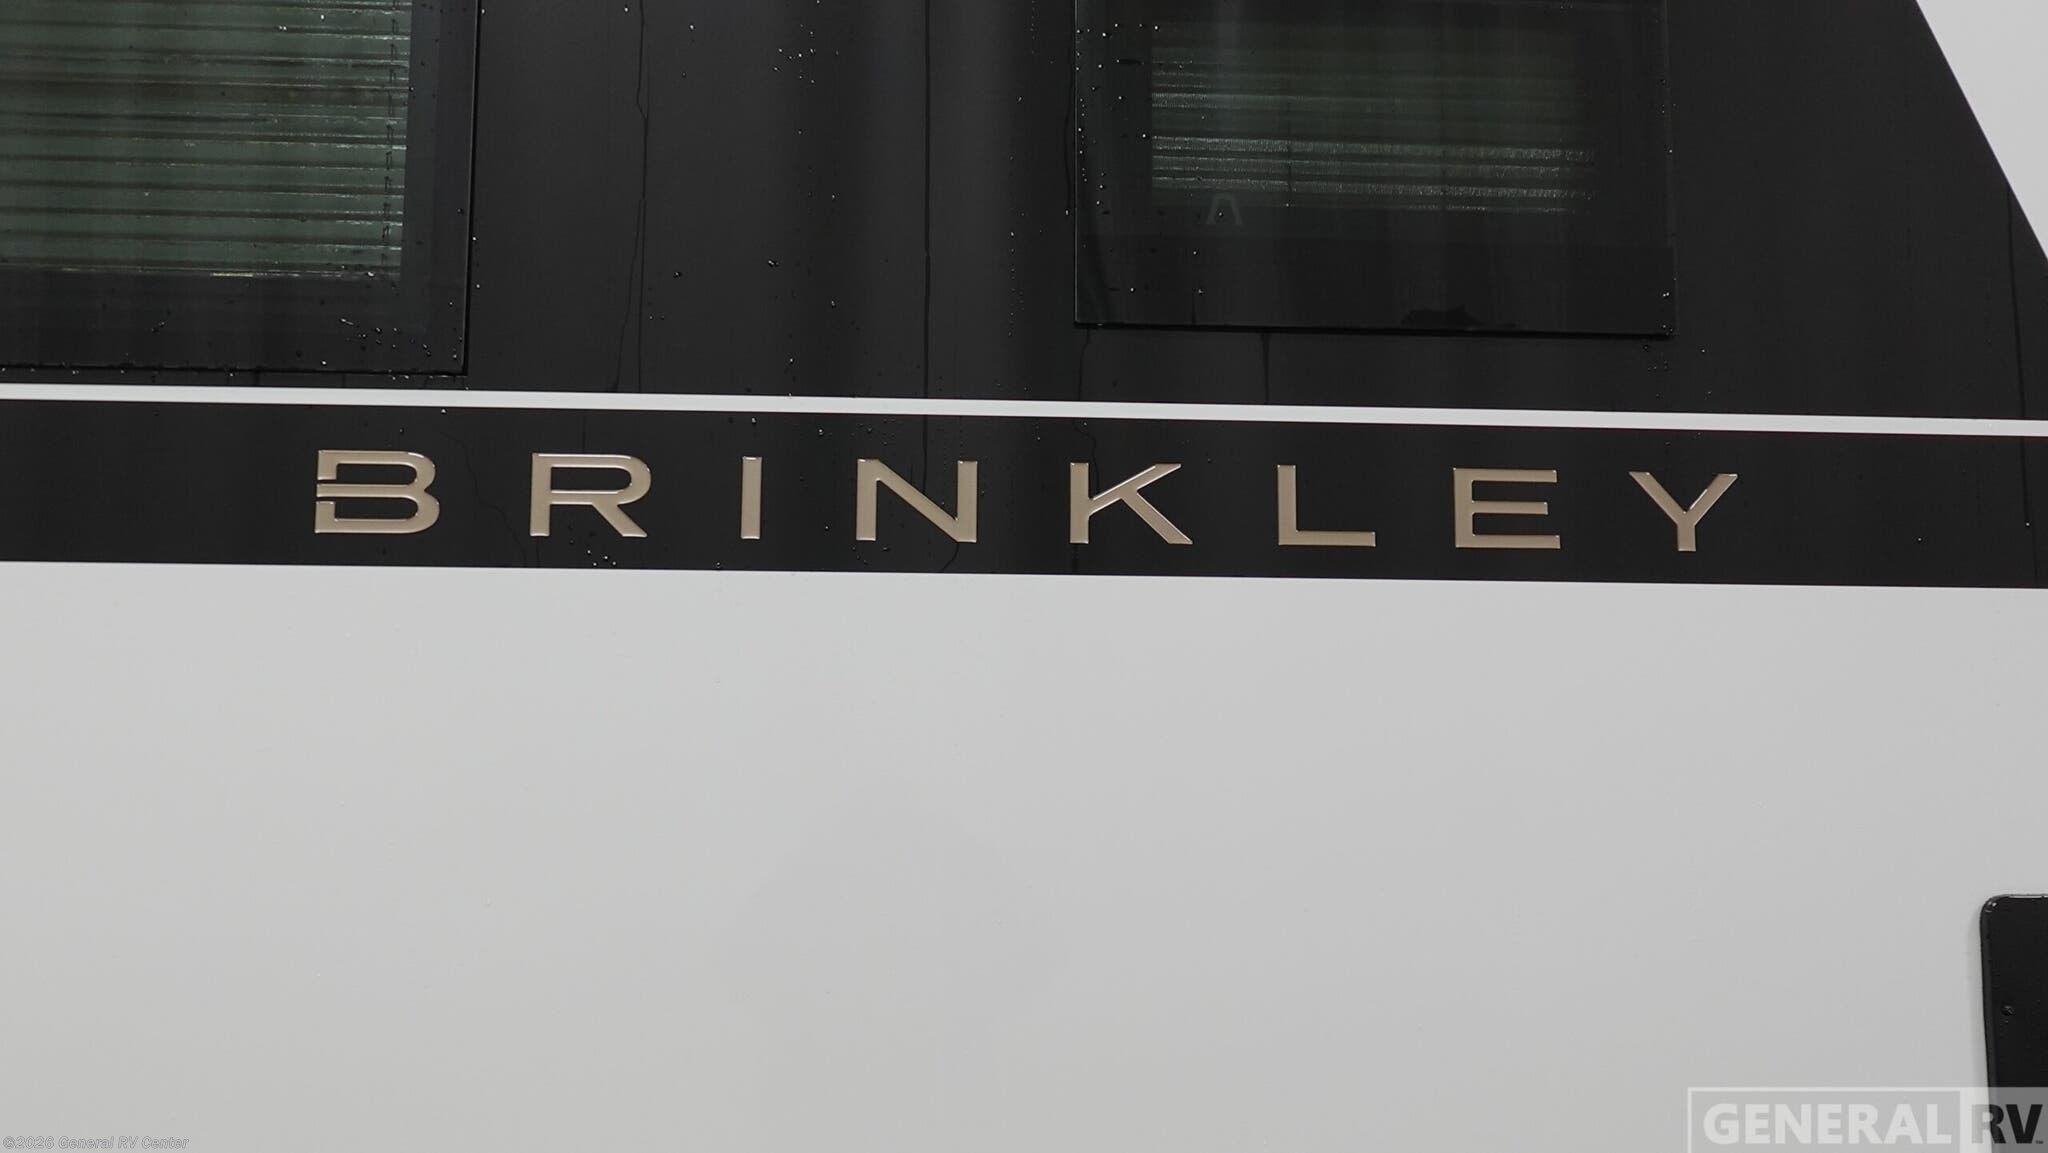 BRINKLEY
GENERAL RV
©2026 General RV Center